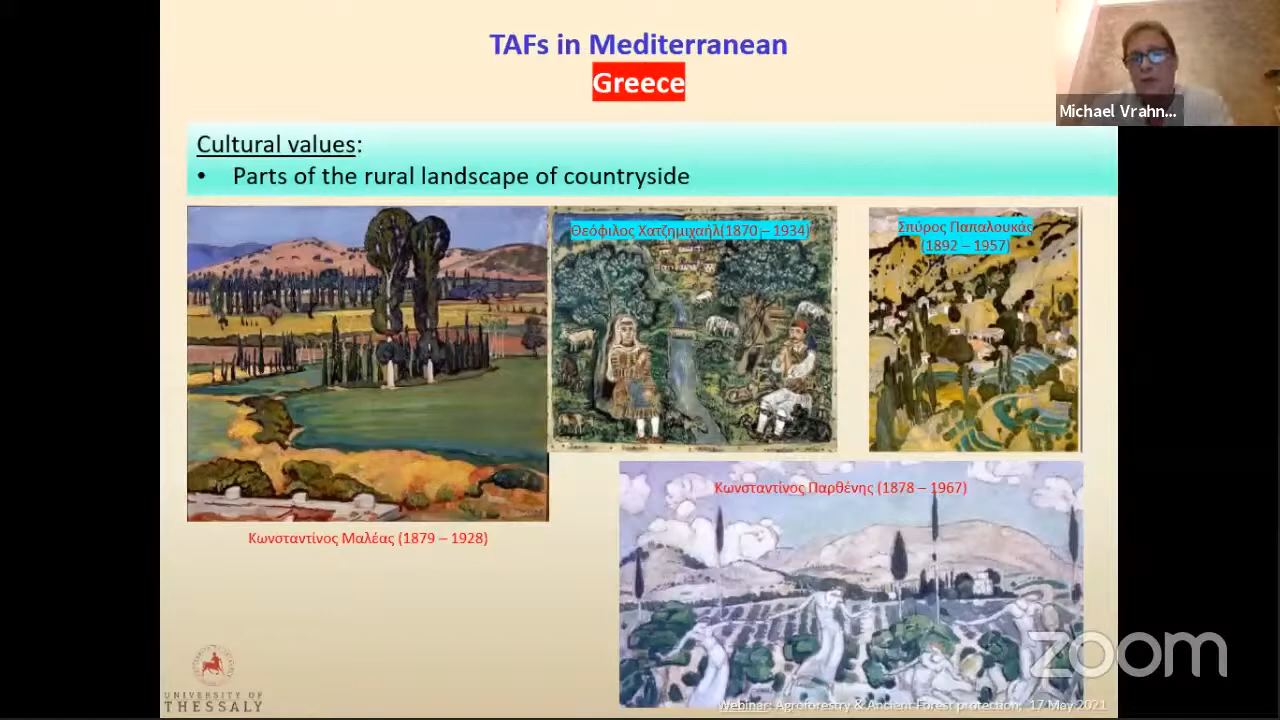 TAFs in Mediterranean
Greece
Michael Vrahn...
Cultural values:
• Parts of the rural landscape of countryside
Θεόφιλος Χατζημιχαήλ(1870 – 1934)
Σπύρος Παπαλουκάς
(1892 – 1957)
Κωνσταντίνος Παρθένης (1878 – 1967)
Κωνσταντίνος Μαλέας (1879 – 1928)
zoom
UNIVERSITY OF
THESSALY
Webinar: Agroforestry & Ancient Forest protection, 17 May 2021